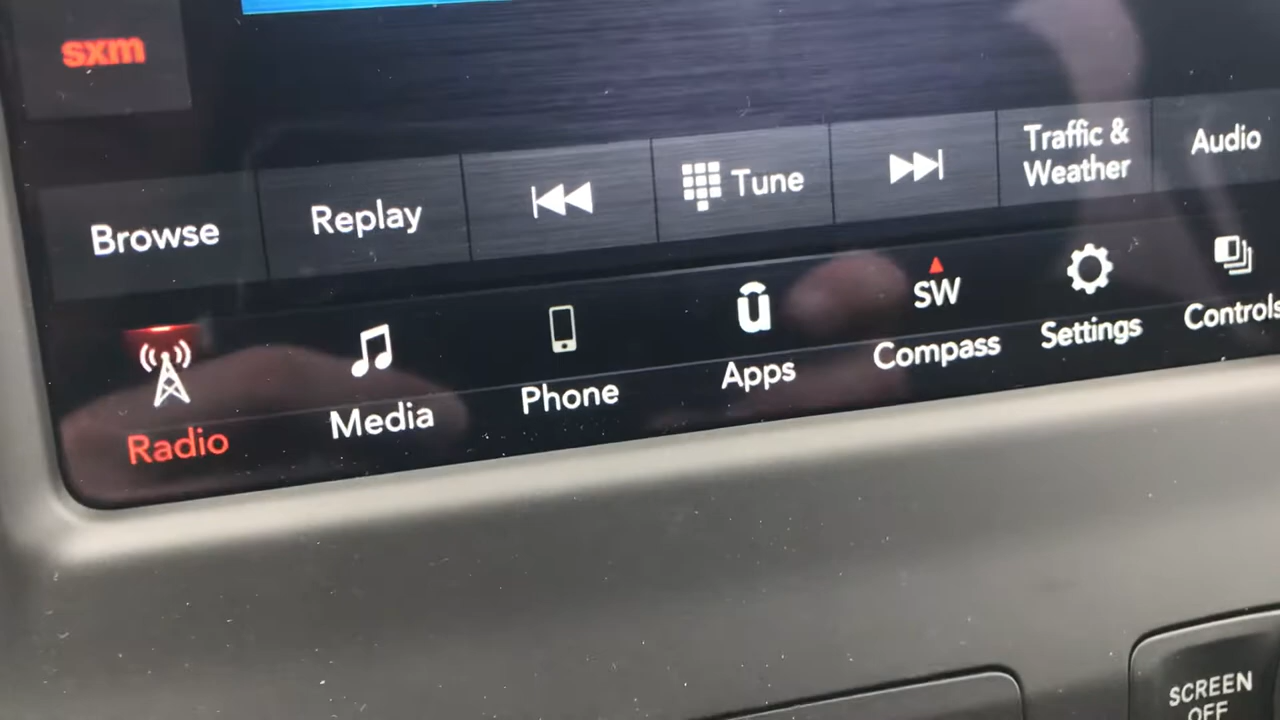 sxm
Browse
Replay
Tune
Traffic &
Weather
Audio
Radio
Media
Phone
Apps
SW
Compass
Settings
Controls
SCREEN
OFF